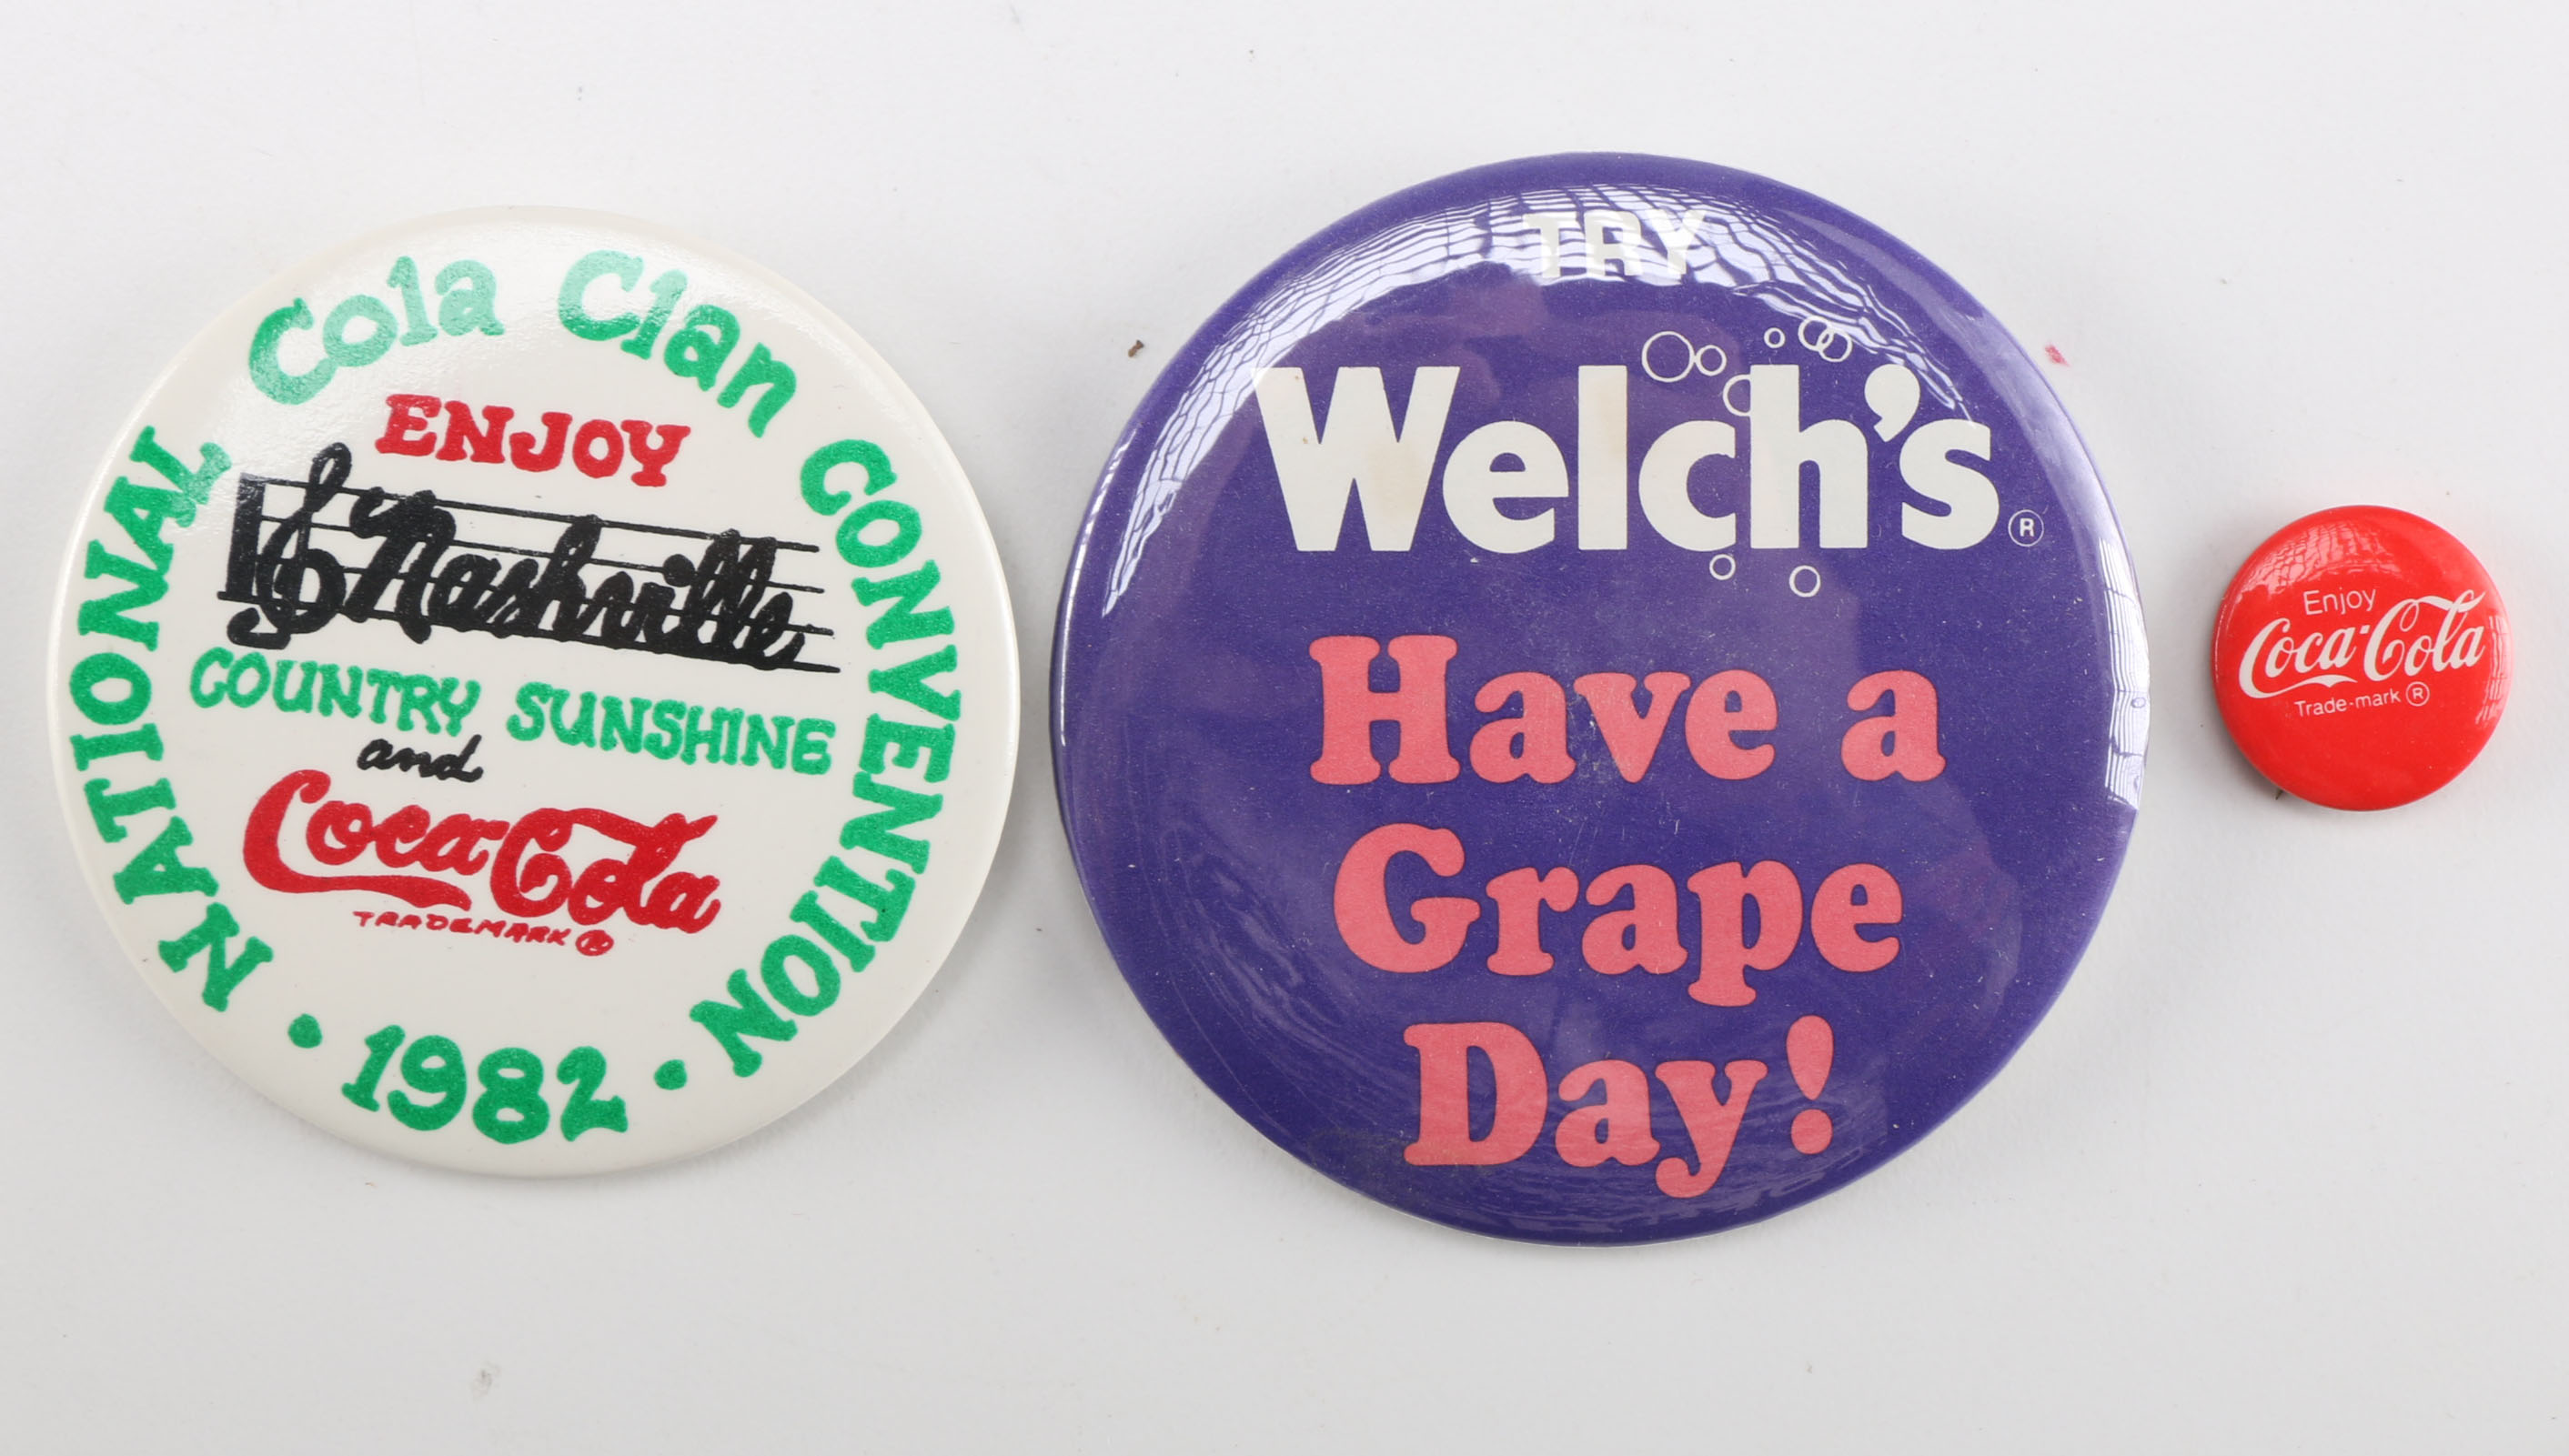 NATIONAL Cola Clan CONVENTION
• 1982 •
ENJOY
in Nashville
COUNTRY SUNSHINE
and
Coca-Cola
TRADEMARK ®
TRY
Welch's®
Have a
Grape
Day!
Enjoy
Coca-Cola
Trade-mark ®